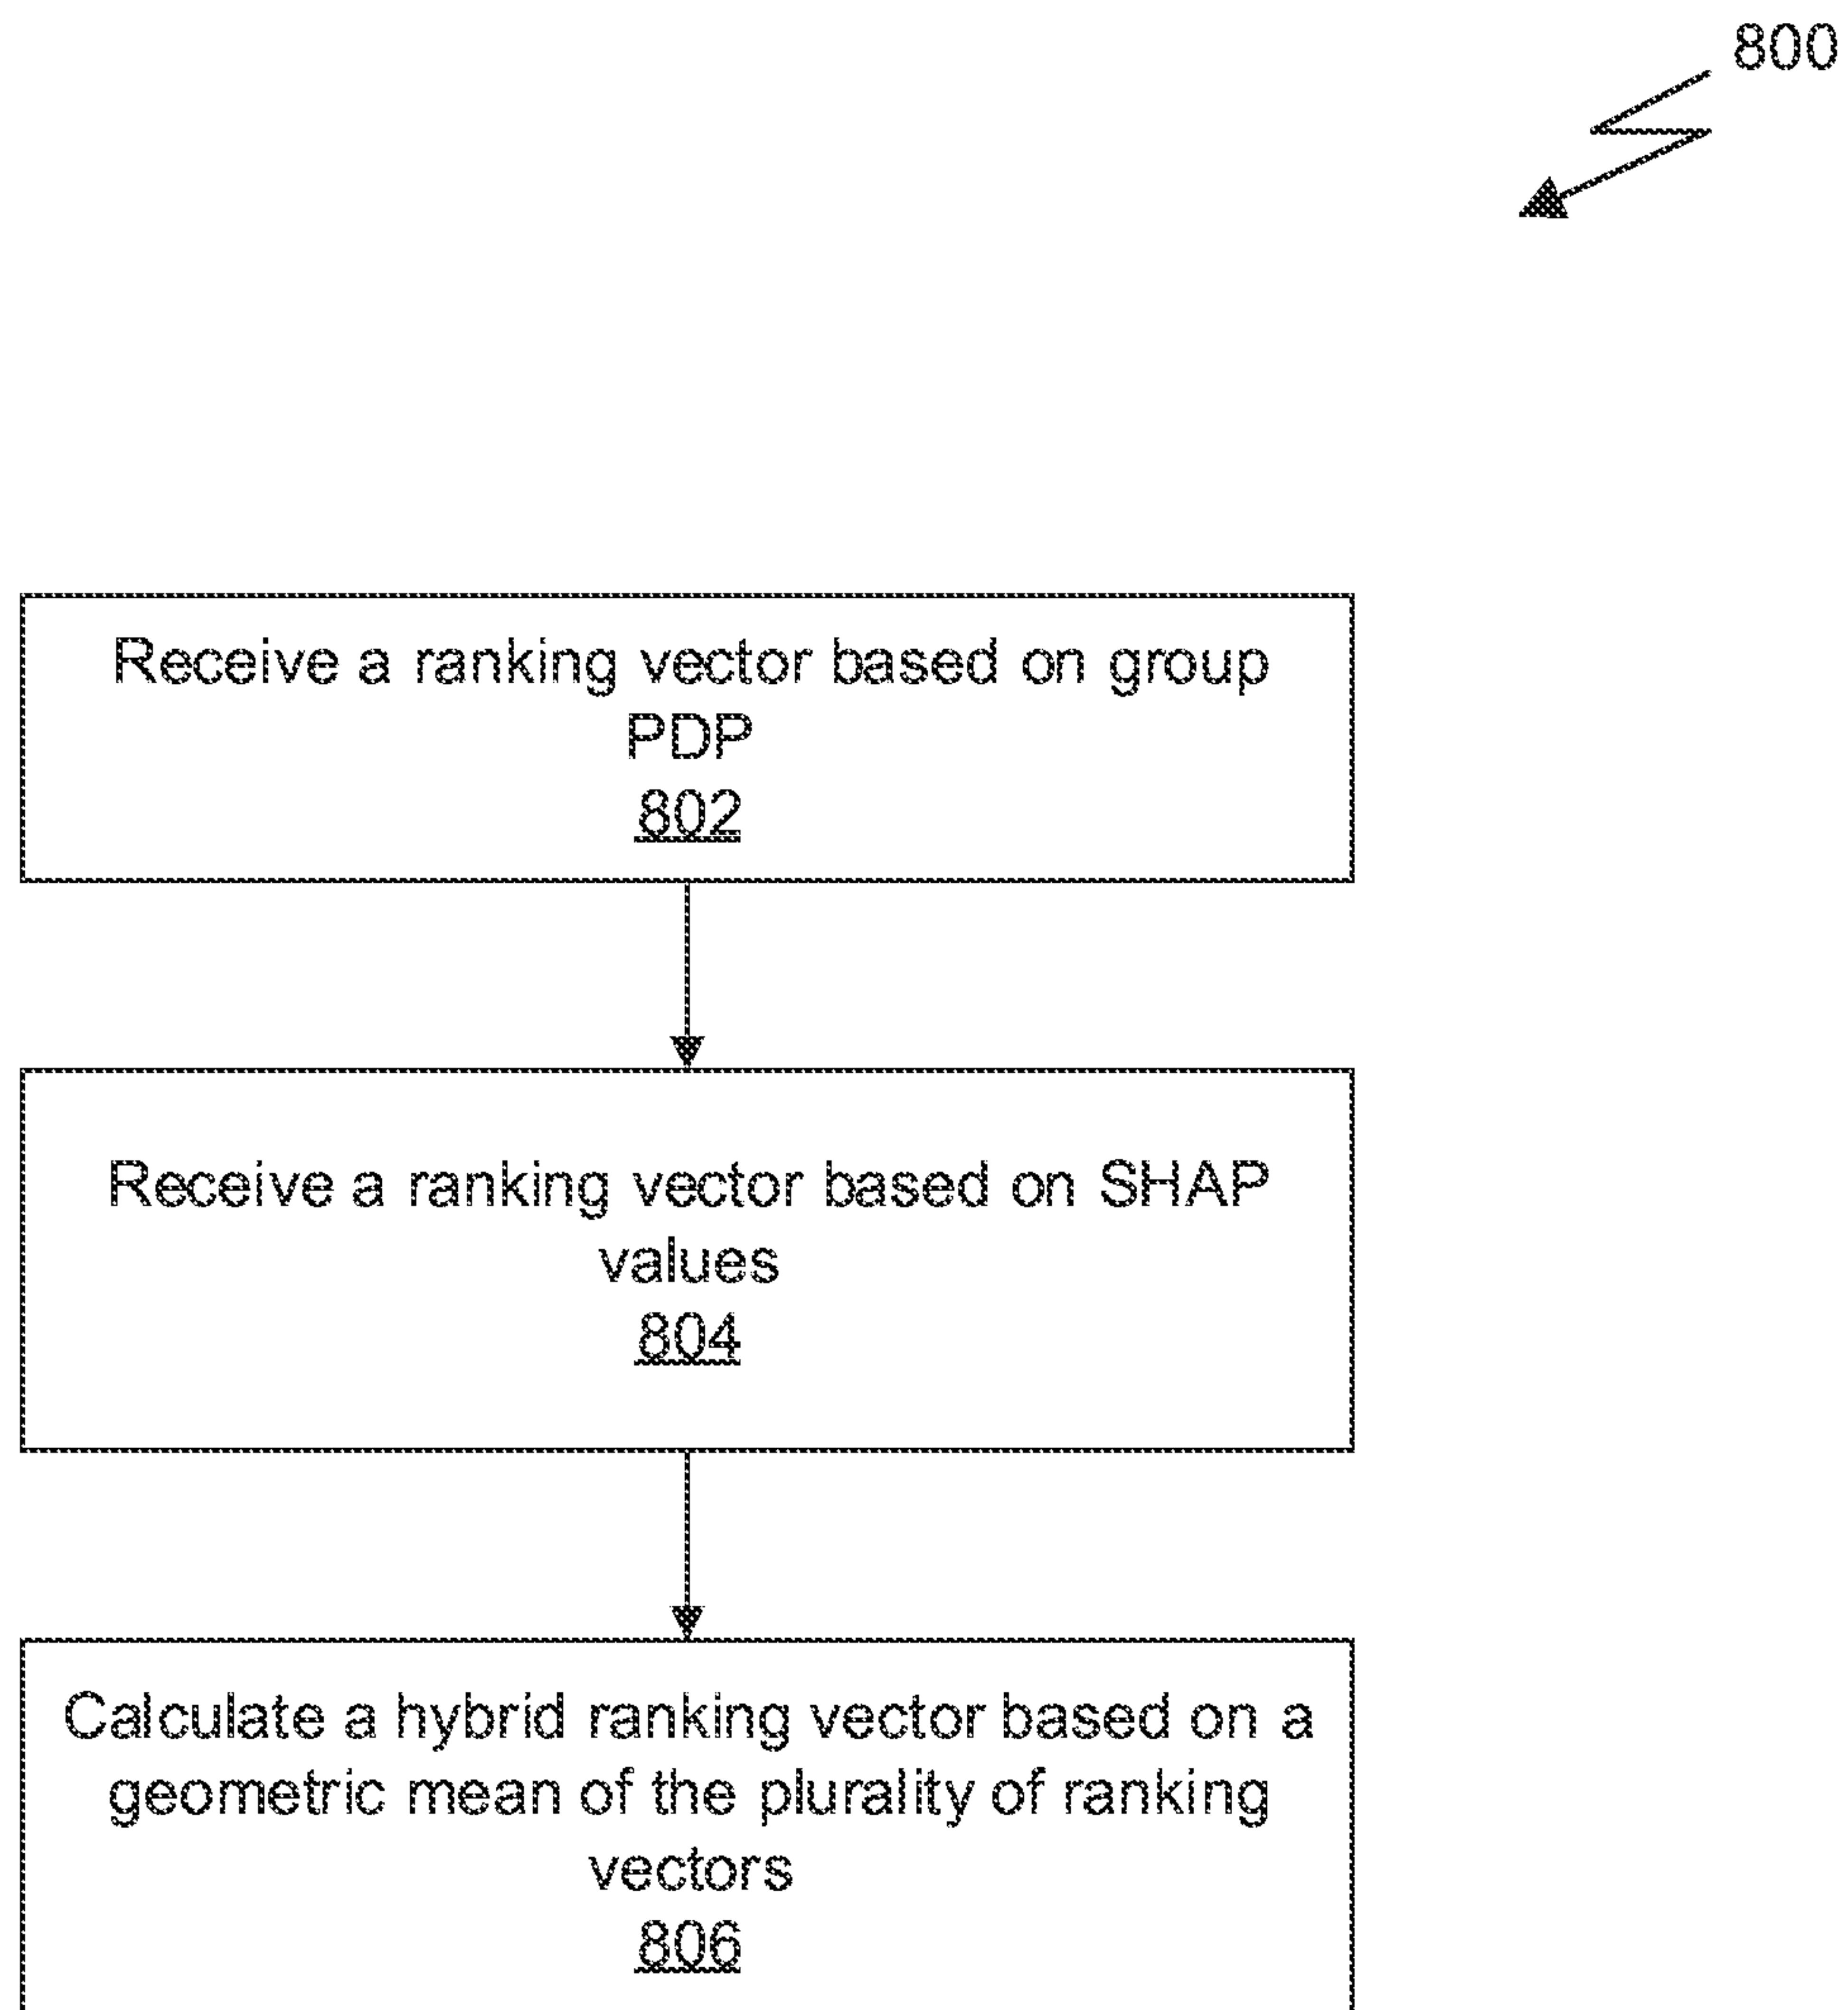 800
Receive a ranking vector based on group
PDP
802
Receive a ranking vector based on SHAP
values
804
Calculate a hybrid ranking vector based on a
geometric mean of the plurality of ranking
vectors
806